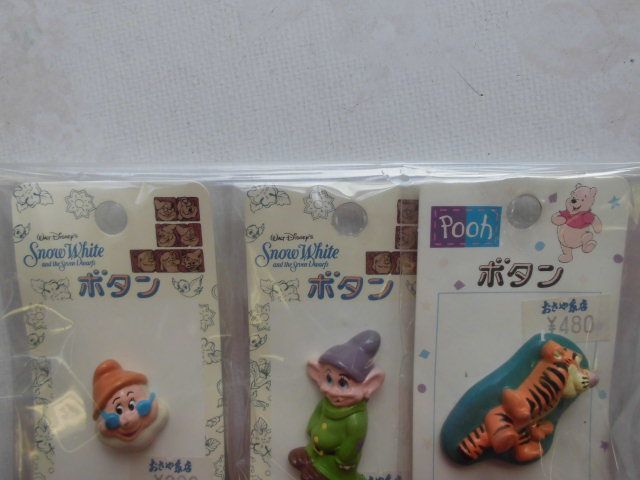 WALT DISNEY'S
Snow White
and the Seven Dwarfs
ボタン
WALT DISNEY'S
Snow White
and the Seven Dwarfs
ボタン
Pooh
ボタン
¥480